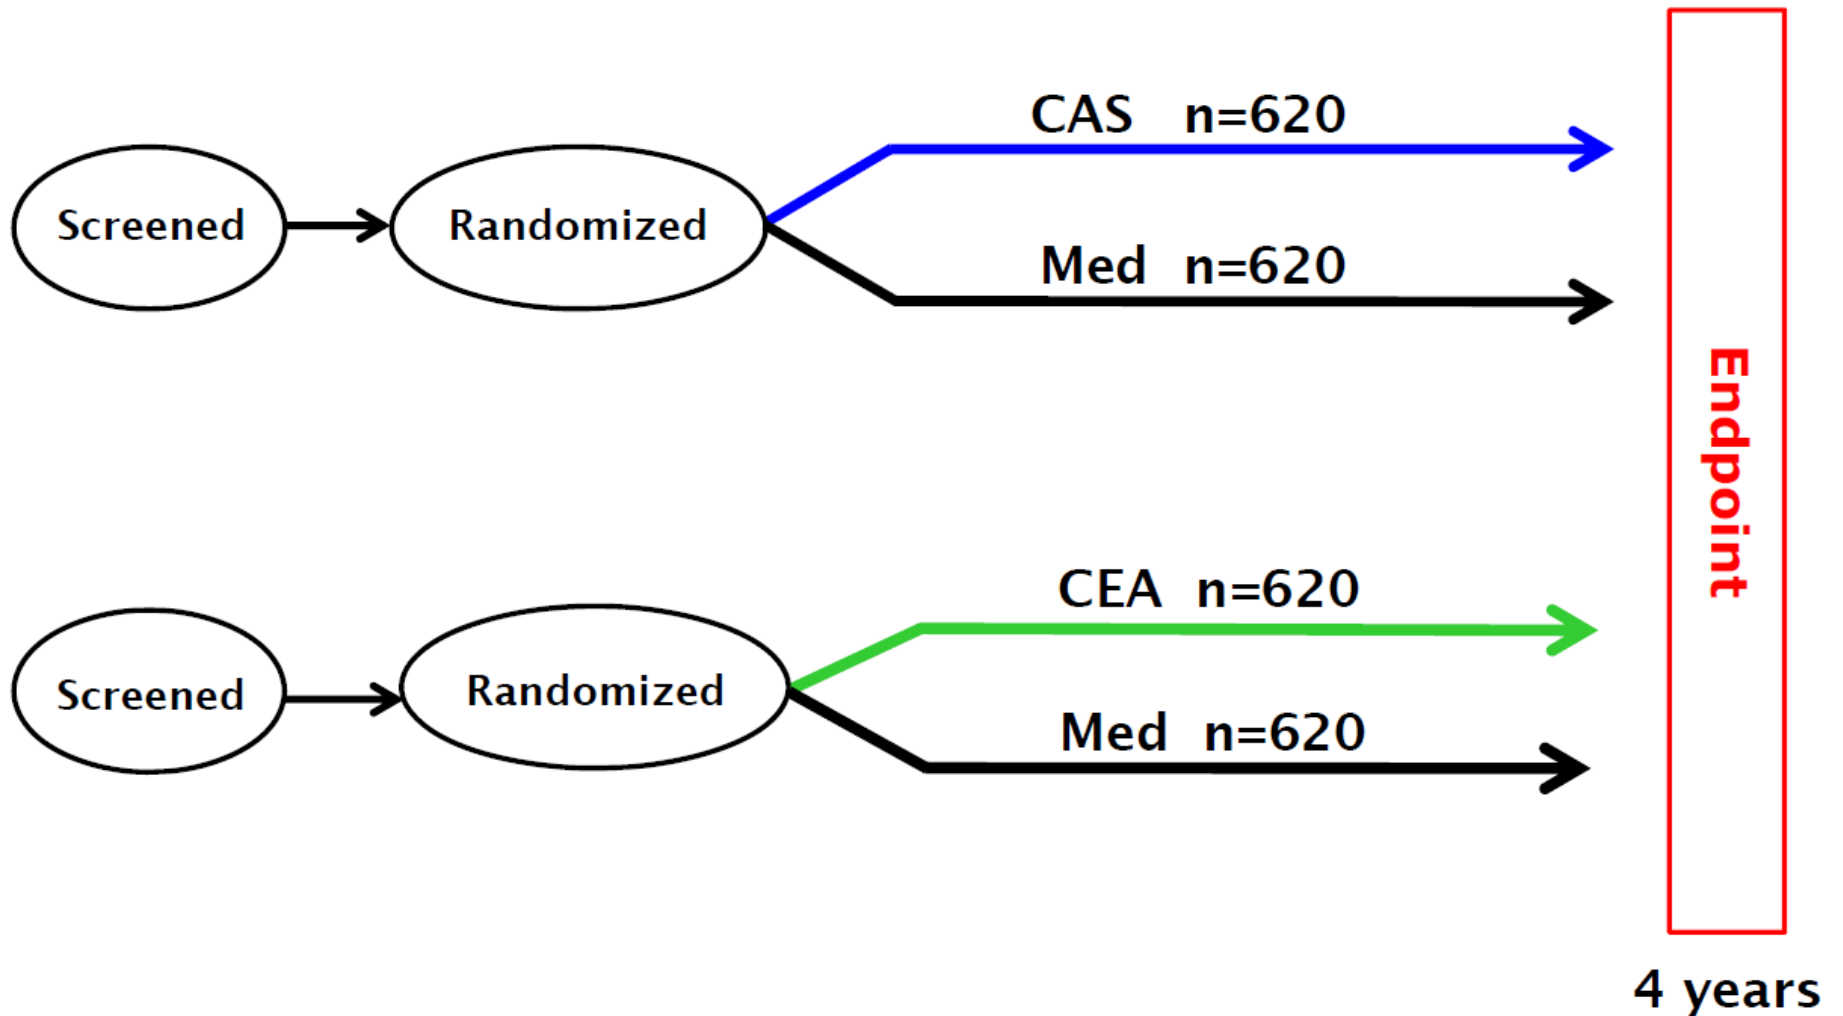 CAS n=620
Screened
Randomized
Med n=620
Endpoint
CEA n=620
Screened
Randomized
Med n=620
4 years